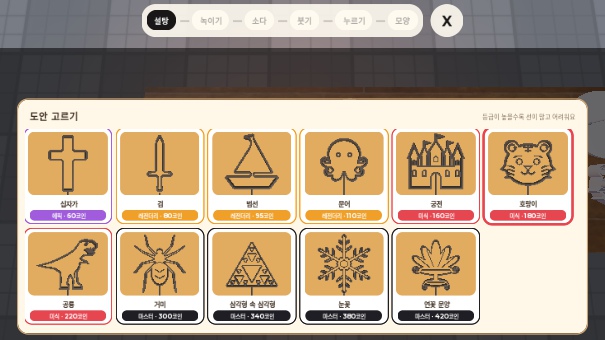 설탕 녹이기 소다 붓기 누르기 모양 X
도안 고르기
등급이 높을수록 선이 많고 어려워요
십자가 검 범선 문어 궁전 호랑이
에픽 · 60코인 레전더리 · 80코인 레전더리 · 95코인 레전더리 · 110코인 미식 · 160코인 미식 · 180코인
공룡 거미 삼각형 속 삼각형 눈꽃 연꽃 문양
미식 · 220코인 마스터 · 300코인 마스터 · 340코인 마스터 · 380코인 마스터 · 420코인